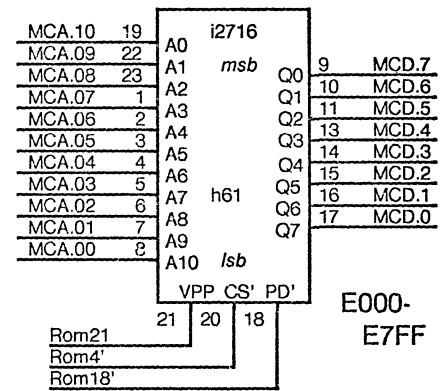 i2716
msb
MCA.10 19 A0
MCA.09 22 A1
MCA.08 23 A2
MCA.07 1 A3
MCA.06 2 A4
MCA.05 3 A5
MCA.04 4 A6
MCA.03 5 A7
MCA.02 6 A8
MCA.01 7 A9
MCA.00 8 A10
Q0 9 MCD.7
Q1 10 MCD.6
Q2 11 MCD.5
Q3 13 MCD.4
Q4 14 MCD.3
Q5 15 MCD.2
Q6 16 MCD.1
Q7 17 MCD.0
h61
lsb
VPP CS' PD'
21 20 18
Rom21
Rom4'
Rom18'
E000-
E7FF